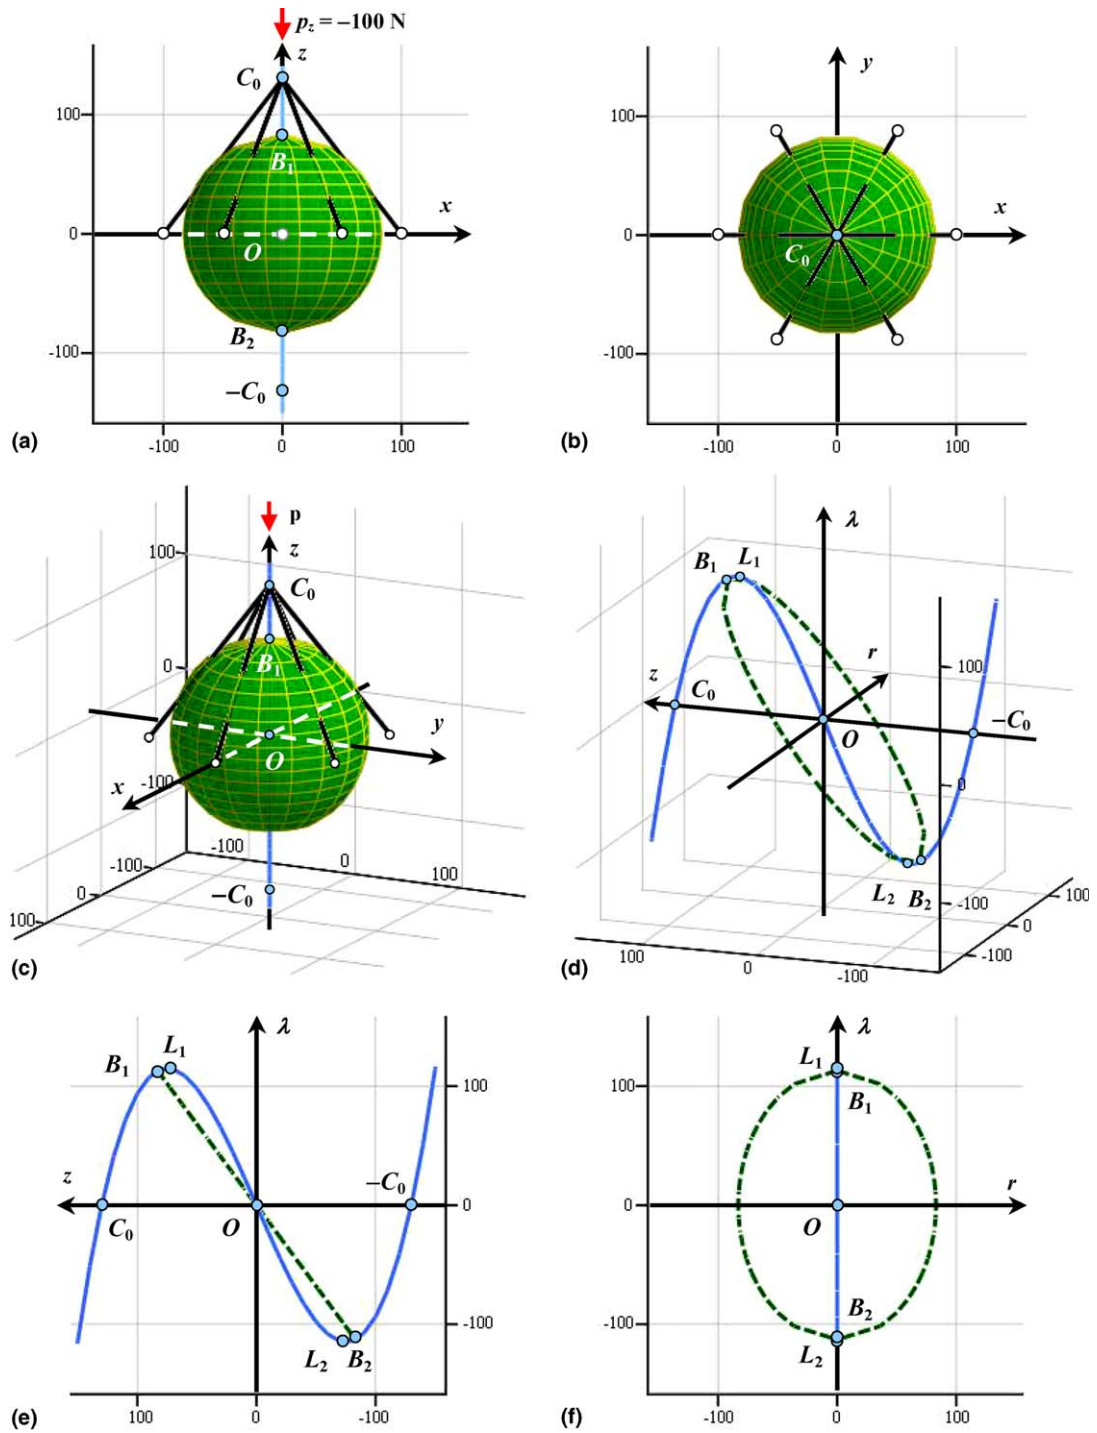 p_z = –100 N
z
C₀
100
B₁
x
0
O
B₂
-100
–C₀
(a)
-100 0 100
y
100
x
0
C₀
-100
(b)
-100 0 100
p
z
100
C₀
0
B₁
y
O
x
-100
-100
0
100
-100
0
–C₀
100
(c)
λ
B₁ L₁
r
100
z
C₀
–C₀
O
0
L₂ B₂
-100
100
0
-100
100
0
-100
(d)
λ
L₁
B₁
100
z
–C₀
0
C₀
O
-100
L₂ B₂
(e)
100 0 -100
λ
L₁
100
B₁
r
0
O
B₂
-100
L₂
(f)
-100 0 100